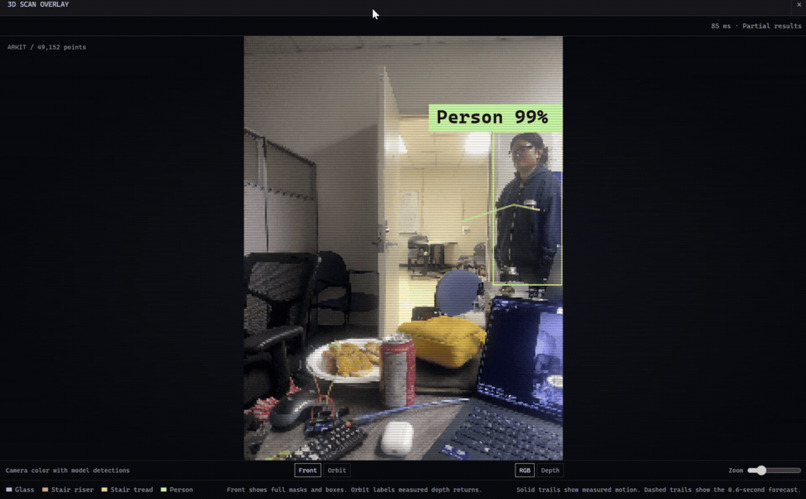 3D SCAN OVERLAY ×
85 ms · Partial results
ARKIT / 49,152 points
Person 99%
Camera color with model detections Front Orbit RGB Depth Zoom
Glass Stair riser Stair tread Person Front shows full masks and boxes. Orbit labels measured depth returns. Solid trails show measured motion. Dashed trails show the 0.6-second forecast.